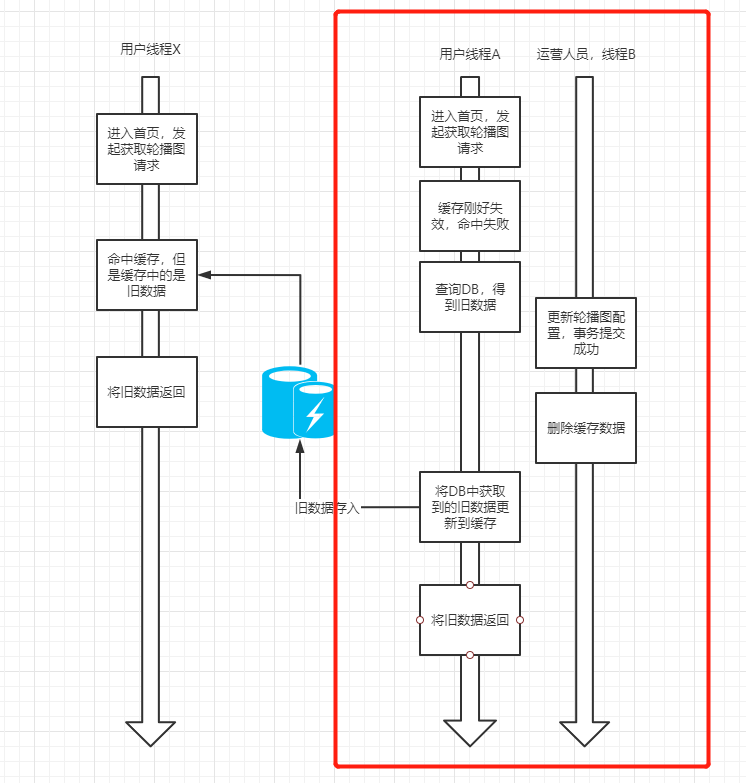 用户线程X
进入首页，发
起获取轮播图
请求
命中缓存，但
是缓存中的是
旧数据
将旧数据返回
旧数据存入
用户线程A
进入首页，发
起获取轮播图
请求
缓存刚好失
效，命中失败
查询DB，得
到旧数据
将DB中获取
到的旧数据更
新到缓存
将旧数据返回
运营人员，线程B
更新轮播图配
置，事务提交
成功
删除缓存数据